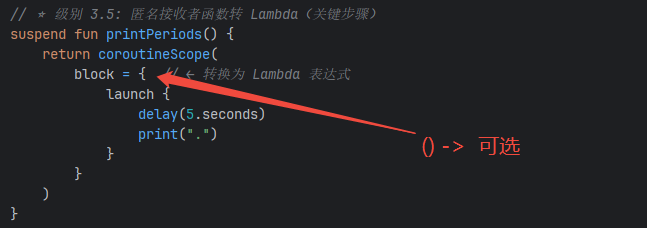 // * 级别 3.5: 匿名接收者函数转 Lambda（关键步骤）
suspend fun printPeriods() {
    return coroutineScope(
        block = {  // ← 转换为 Lambda 表达式
            launch {
                delay(5.seconds)
                print(".")
            }
        }
    )
}
() -> 可选